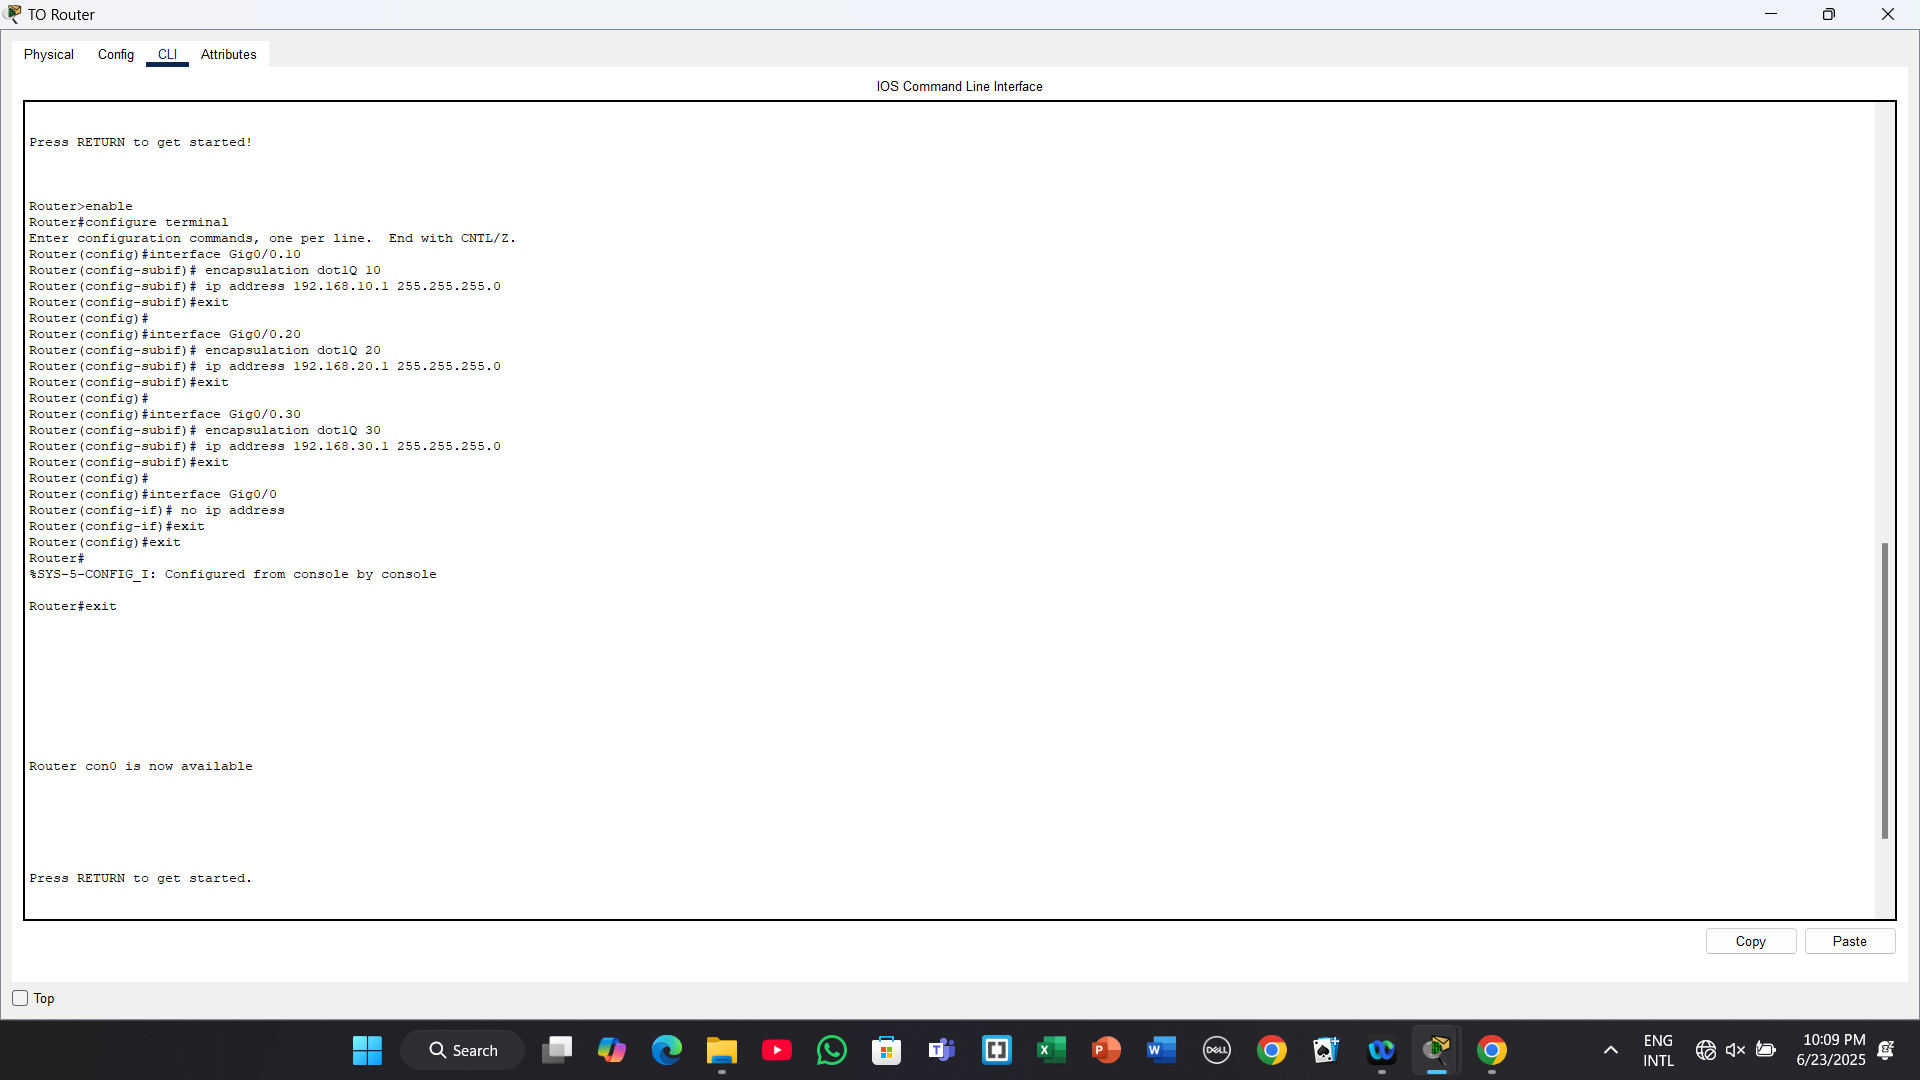 TO Router
Physical
Config
CLI
Attributes
IOS Command Line Interface
Press RETURN to get started!
Router>enable
Router#configure terminal
Enter configuration commands, one per line.  End with CNTL/Z.
Router(config)#interface Gig0/0.10
Router(config-subif)# encapsulation dot1Q 10
Router(config-subif)# ip address 192.168.10.1 255.255.255.0
Router(config-subif)#exit
Router(config)#
Router(config)#interface Gig0/0.20
Router(config-subif)# encapsulation dot1Q 20
Router(config-subif)# ip address 192.168.20.1 255.255.255.0
Router(config-subif)#exit
Router(config)#
Router(config)#interface Gig0/0.30
Router(config-subif)# encapsulation dot1Q 30
Router(config-subif)# ip address 192.168.30.1 255.255.255.0
Router(config-subif)#exit
Router(config)#
Router(config)#interface Gig0/0
Router(config-if)# no ip address
Router(config-if)#exit
Router(config)#exit
Router#
%SYS-5-CONFIG_I: Configured from console by console
Router#exit
Router con0 is now available
Press RETURN to get started.
Copy
Paste
Top
Search
DELL
ENG
INTL
10:09 PM
6/23/2025